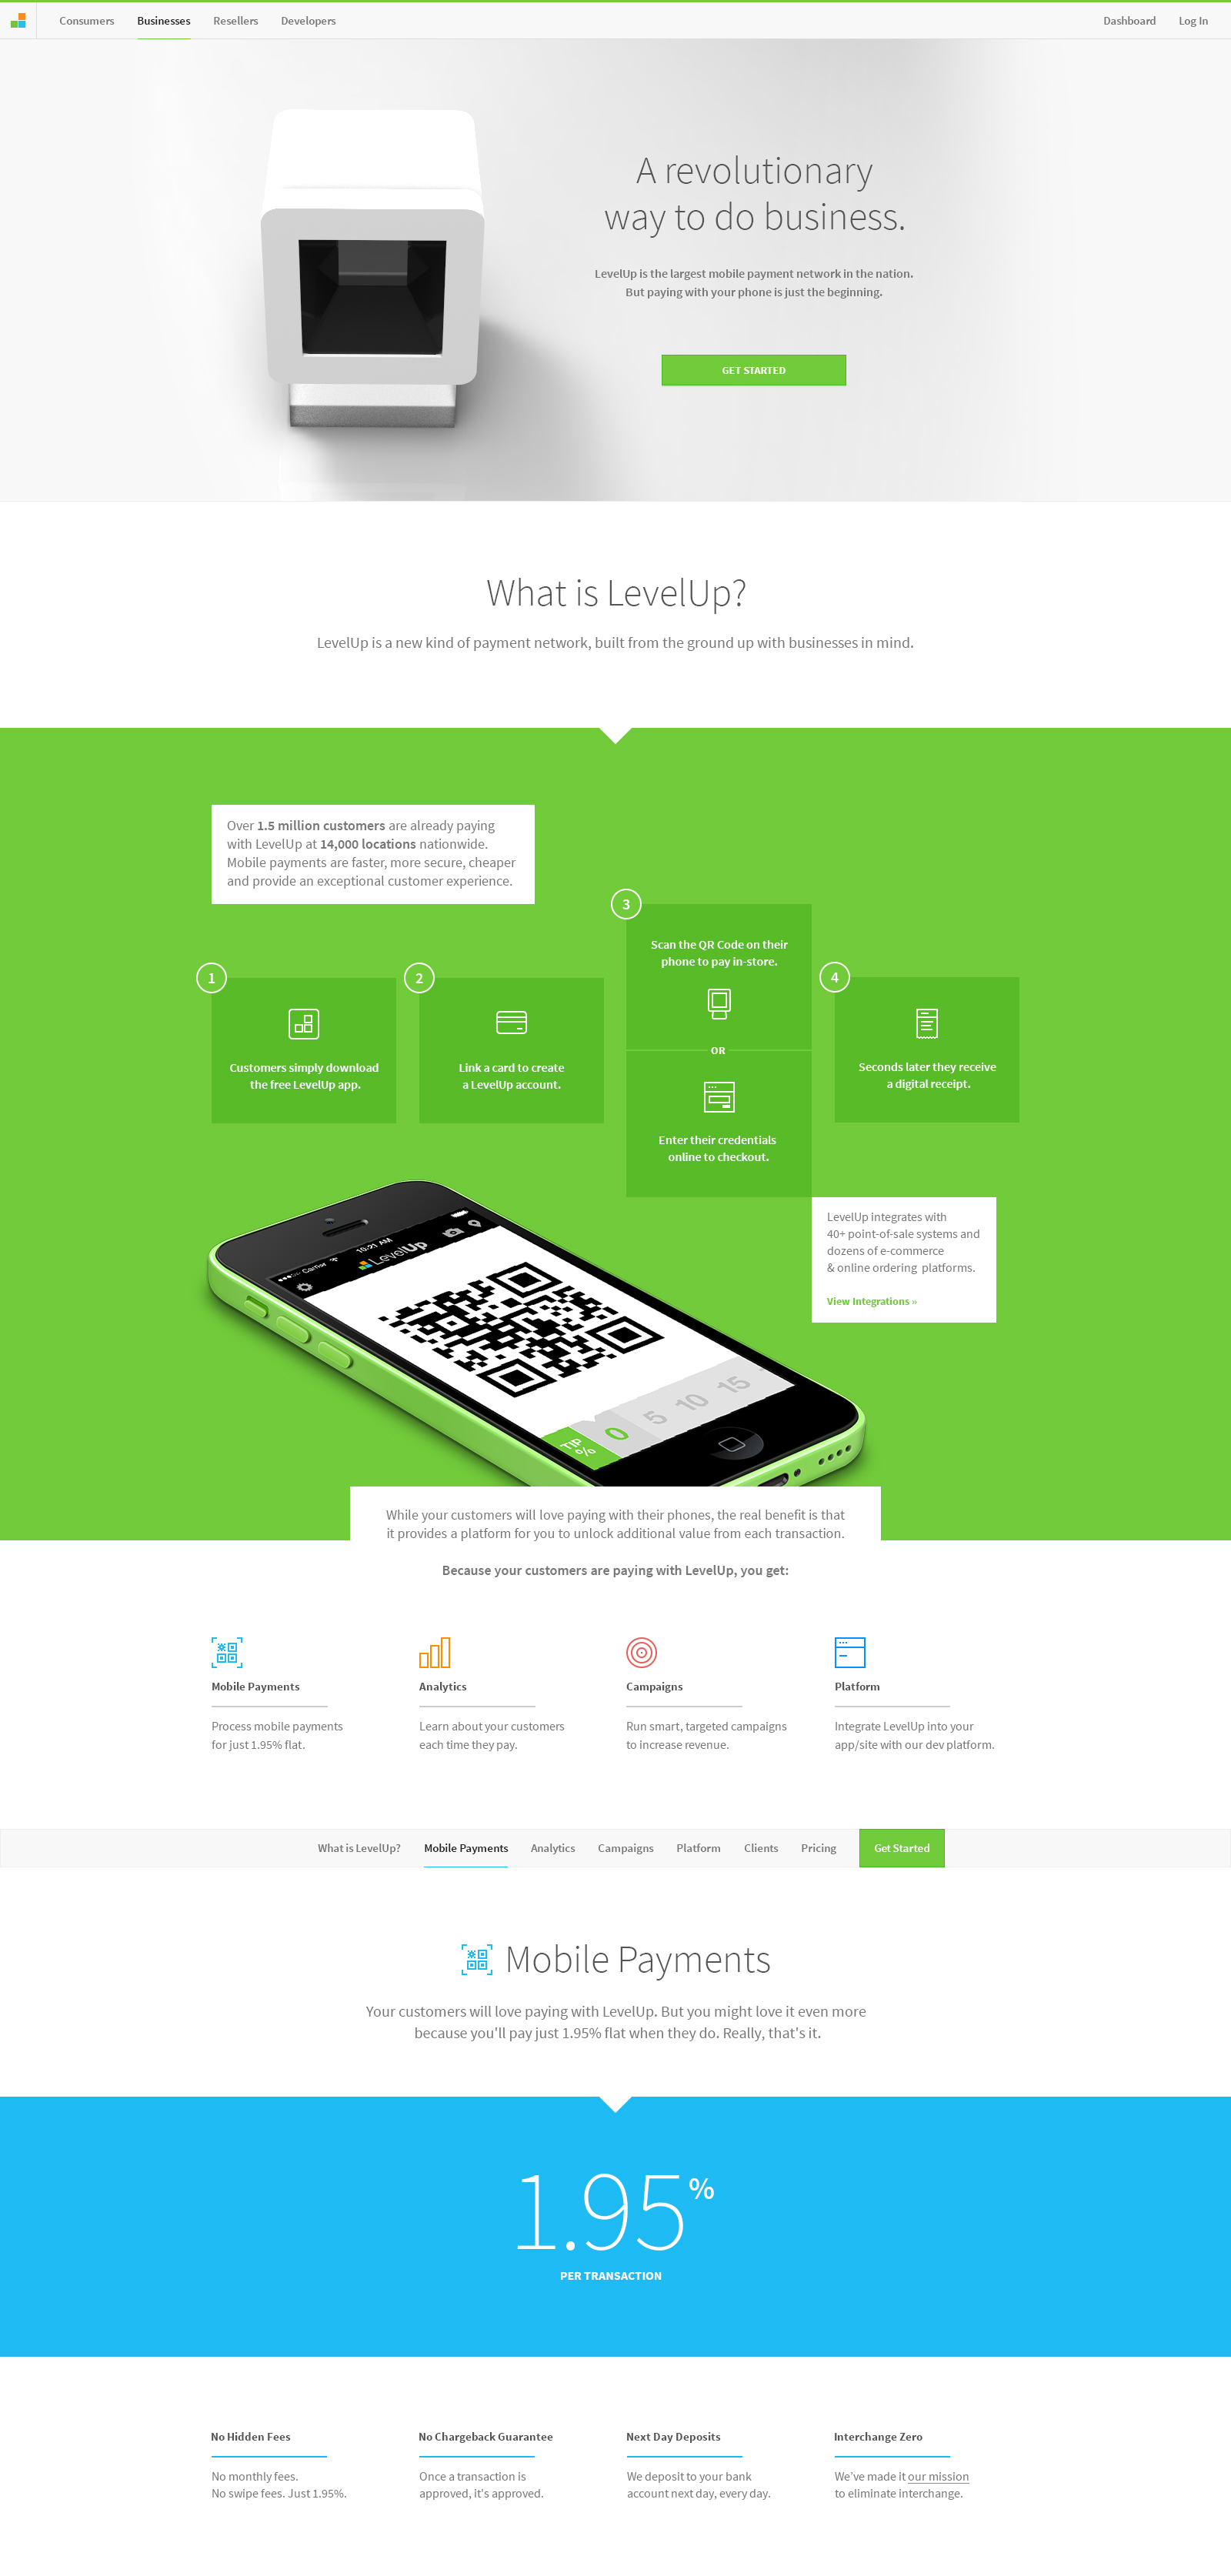 Consumers Businesses Resellers Developers Dashboard Log In
A revolutionary
way to do business.
LevelUp is the largest mobile payment network in the nation.
But paying with your phone is just the beginning.
GET STARTED
What is LevelUp?
LevelUp is a new kind of payment network, built from the ground up with businesses in mind.
Over 1.5 million customers are already paying
with LevelUp at 14,000 locations nationwide.
Mobile payments are faster, more secure, cheaper
and provide an exceptional customer experience.
1
Customers simply download
the free LevelUp app.
2
Link a card to create
a LevelUp account.
3
Scan the QR Code on their
phone to pay in-store.
OR
Enter their credentials
online to checkout.
4
Seconds later they receive
a digital receipt.
LevelUp integrates with
40+ point-of-sale systems and
dozens of e-commerce
& online ordering platforms.
View Integrations »
Carrier 10:21 AM
LevelUp
TIP % 0 5 10 15
While your customers will love paying with their phones, the real benefit is that
it provides a platform for you to unlock additional value from each transaction.
Because your customers are paying with LevelUp, you get:
Mobile Payments
Process mobile payments
for just 1.95% flat.
Analytics
Learn about your customers
each time they pay.
Campaigns
Run smart, targeted campaigns
to increase revenue.
Platform
Integrate LevelUp into your
app/site with our dev platform.
What is LevelUp? Mobile Payments Analytics Campaigns Platform Clients Pricing Get Started
Mobile Payments
Your customers will love paying with LevelUp. But you might love it even more
because you'll pay just 1.95% flat when they do. Really, that's it.
1.95%
PER TRANSACTION
No Hidden Fees
No monthly fees.
No swipe fees. Just 1.95%.
No Chargeback Guarantee
Once a transaction is
approved, it's approved.
Next Day Deposits
We deposit to your bank
account next day, every day.
Interchange Zero
We've made it our mission
to eliminate interchange.